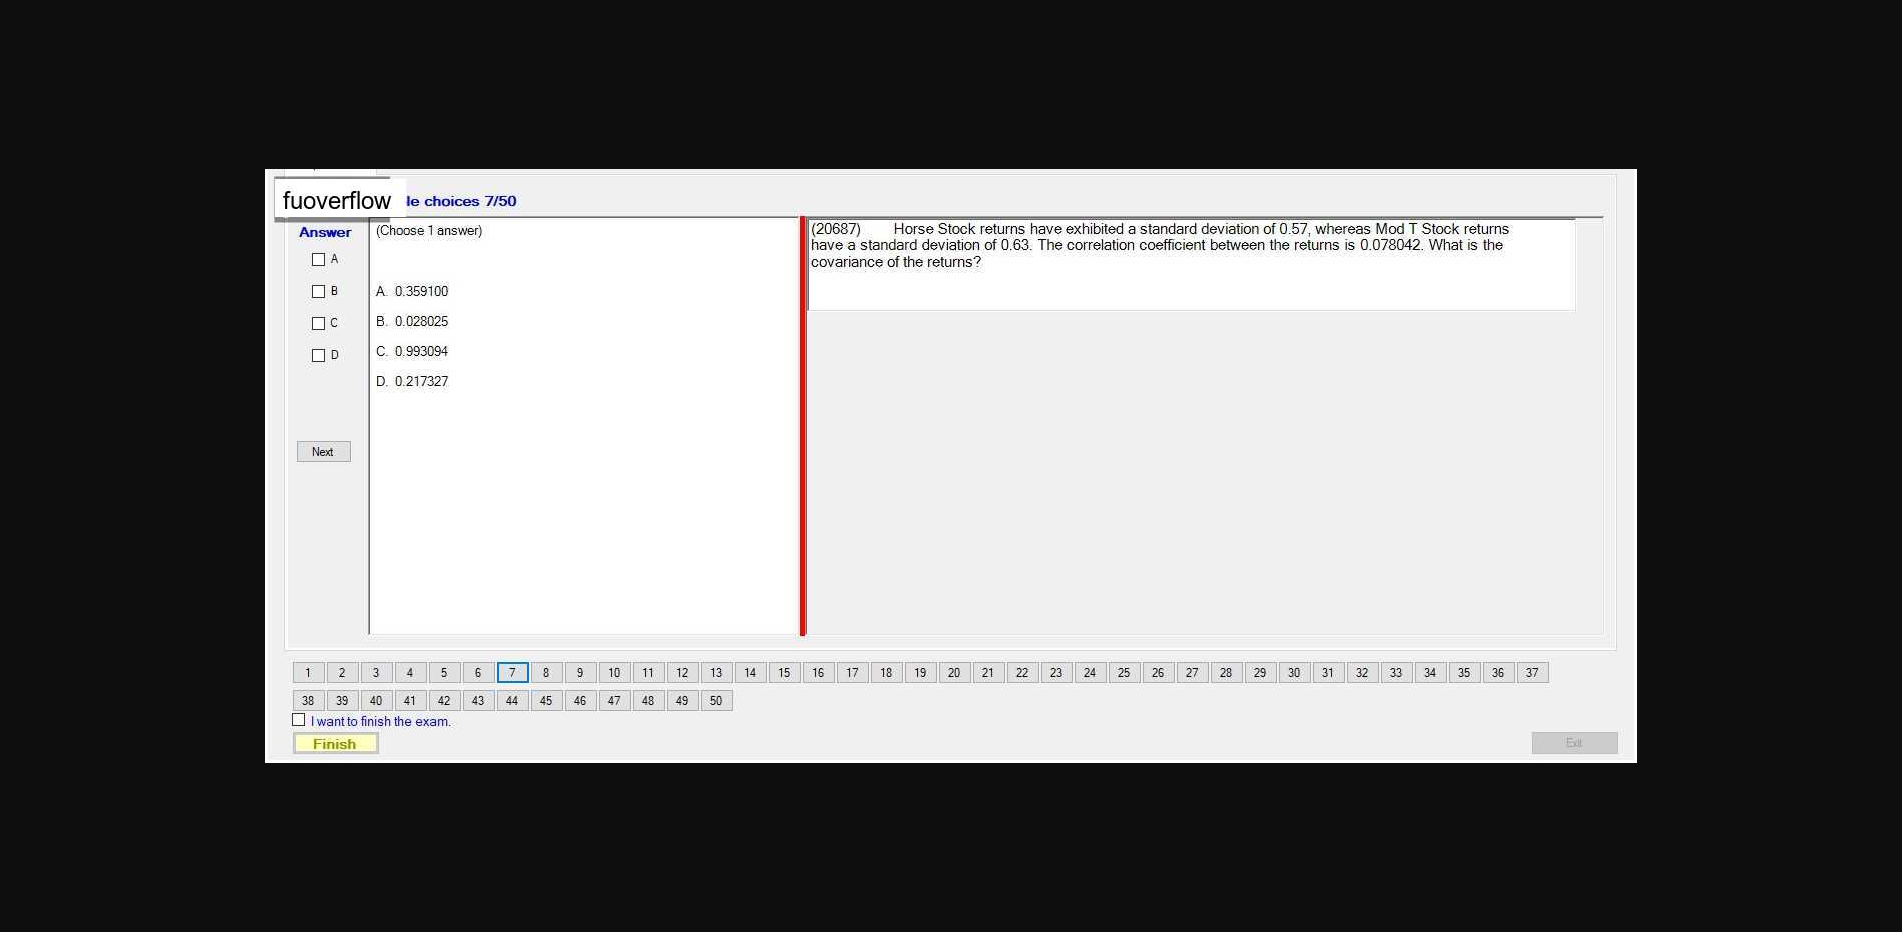 fuoverflow
le choices 7/50
Answer
(Choose 1 answer)
A
B
C
D
A. 0.359100
B. 0.028025
C. 0.993094
D. 0.217327
Next
(20687) Horse Stock returns have exhibited a standard deviation of 0.57, whereas Mod T Stock returns
have a standard deviation of 0.63. The correlation coefficient between the returns is 0.078042. What is the
covariance of the returns?
1 2 3 4 5 6 7 8 9 10 11 12 13 14 15 16 17 18 19 20 21 22 23 24 25 26 27 28 29 30 31 32 33 34 35 36 37
38 39 40 41 42 43 44 45 46 47 48 49 50
I want to finish the exam.
Finish
Exit